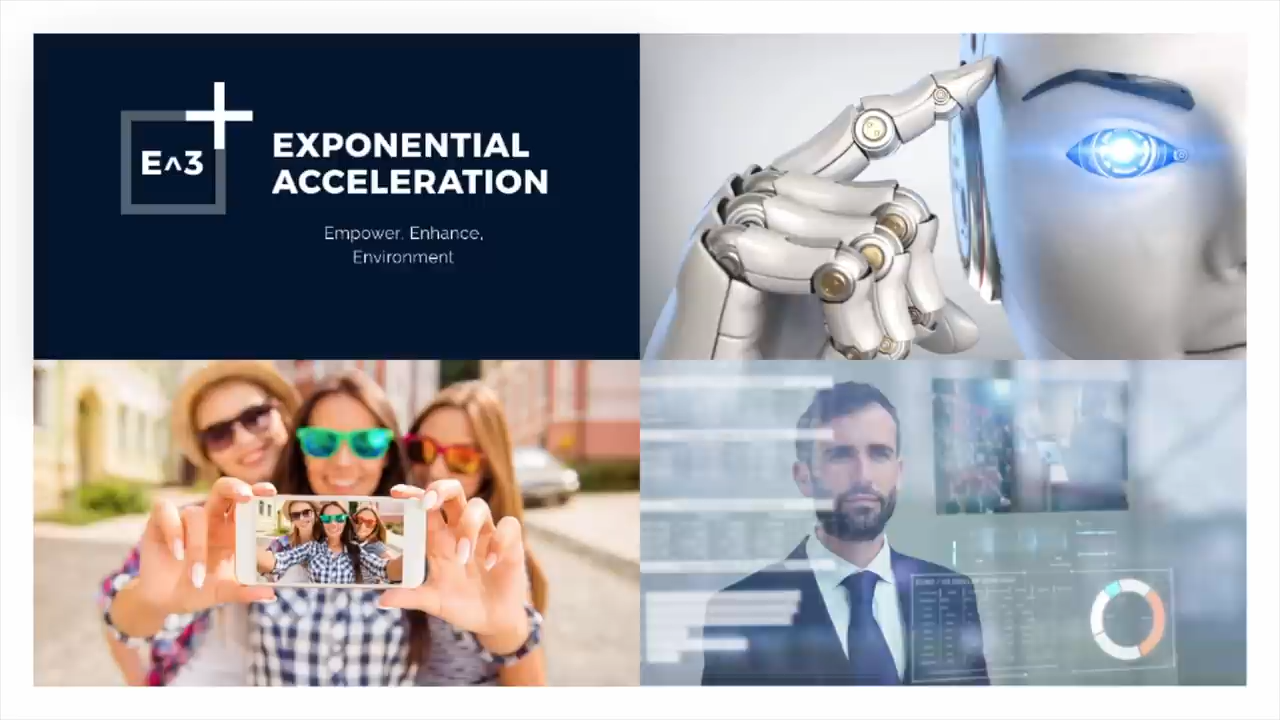 E^3
EXPONENTIAL
ACCELERATION
Empower, Enhance,
Environment